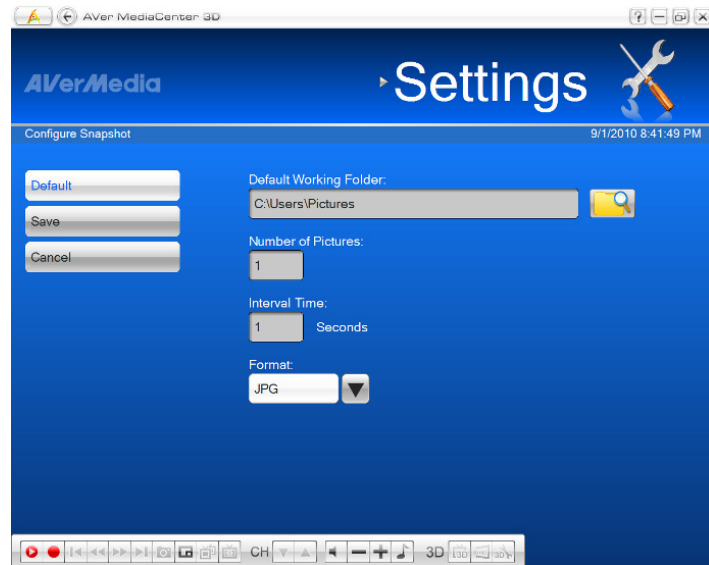 AVer MediaCenter 3D
AVerMedia
Settings
Configure Snapshot
9/1/2010 8:41:49 PM
Default
Save
Cancel
Default Working Folder:
C:\Users\Pictures
Number of Pictures:
1
Interval Time:
1 Seconds
Format:
JPG
CH
3D